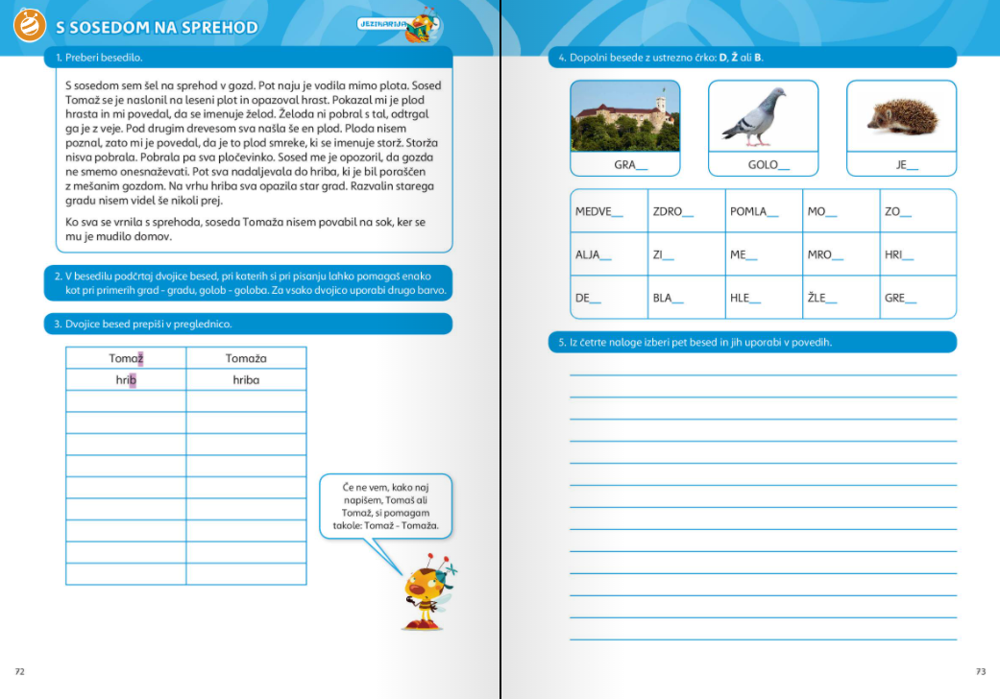 S SOSEDOM NA SPREHOD
JEZIKARIJA
1. Preberi besedilo.
S sosedom sem šel na sprehod v gozd. Pot naju je vodila mimo plota. Sosed
Tomaž se je naslonil na leseni plot in opazoval hrast. Pokazal mi je plod
hrasta in mi povedal, da se imenuje želod. Želoda ni pobral s tal, odtrgal
ga je z veje. Pod drugim drevesom sva našla še en plod. Ploda nisem
poznal, zato mi je povedal, da je to plod smreke, ki se imenuje storž. Storža
nisva pobrala. Pobrala pa sva pločevinko. Sosed me je opozoril, da gozda
ne smemo onesnaževati. Pot sva nadaljevala do hriba, ki je bil poraščen
z mešanim gozdom. Na vrhu hriba sva opazila star grad. Razvalin starega
gradu nisem videl še nikoli prej.
Ko sva se vrnila s sprehoda, soseda Tomaža nisem povabil na sok, ker se
mu je mudilo domov.
2. V besedilu podčrtaj dvojice besed, pri katerih si pri pisanju lahko pomagaš enako
kot pri primerih grad – gradu, golob – goloba. Za vsako dvojico uporabi drugo barvo.
3. Dvojice besed prepiši v preglednico.
Tomaž Tomaža
hrib hriba
Če ne vem, kako naj
napišem, Tomaš ali
Tomaž, si pomagam
takole: Tomaž – Tomaža.
72
4. Dopolni besede z ustrezno črko: D, Ž ali B.
GRA__ GOLO__ JE__
MEDVE__ ZDRO__ POMLA__ MO__ ZO__
ALJA__ ZI__ ME__ MRO__ HRI__
DE__ BLA__ HLE__ ŽLE__ GRE__
5. Iz četrte naloge izberi pet besed in jih uporabi v povedih.
73